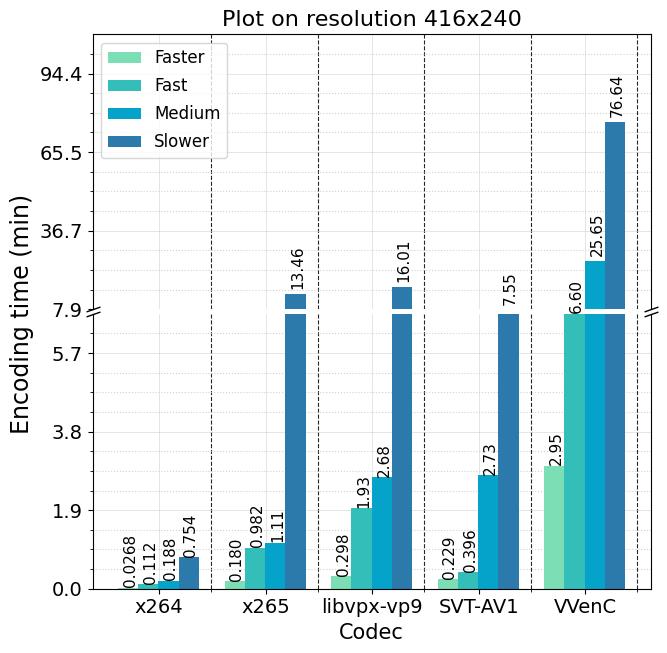 Plot on resolution 416x240
Faster
Fast
Medium
Slower
94.4
65.5
36.7
7.9
5.7
3.8
1.9
0.0
Encoding time (min)
0.0268
0.112
0.188
0.754
0.180
0.982
1.11
13.46
0.298
1.93
2.68
16.01
0.229
0.396
2.73
7.55
2.95
6.60
25.65
76.64
x264
x265
libvpx-vp9
SVT-AV1
VVenC
Codec